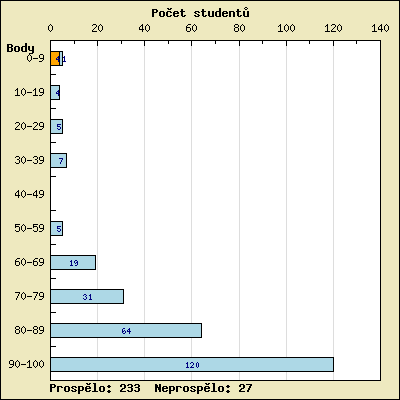 Počet studentů
0 20 40 60 80 100 120 140
Body
0-9 4 1
10-19 4
20-29 5
30-39 7
40-49
50-59 5
60-69 19
70-79 31
80-89 64
90-100 120
Prospělo: 233 Neprospělo: 27